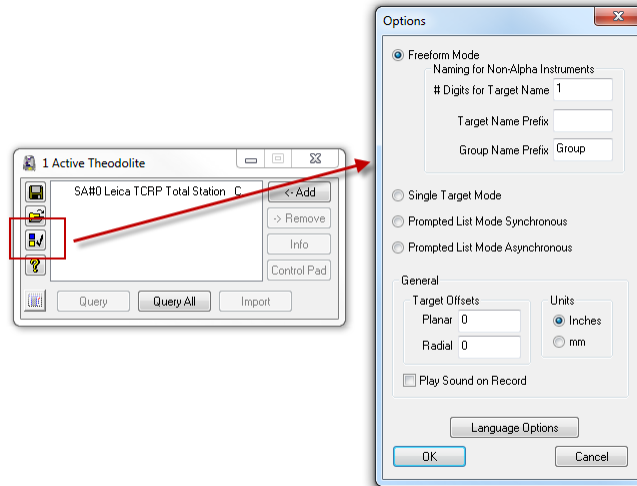 1 Active Theodolite
SA#0 Leica TCRP Total Station C
<- Add
-> Remove
Info
Control Pad
Query
Query All
Import
Options
Freeform Mode
Naming for Non-Alpha Instruments
# Digits for Target Name 1
Target Name Prefix
Group Name Prefix Group
Single Target Mode
Prompted List Mode Synchronous
Prompted List Mode Asynchronous
General
Target Offsets
Planar 0
Radial 0
Units
Inches
mm
Play Sound on Record
Language Options
OK
Cancel